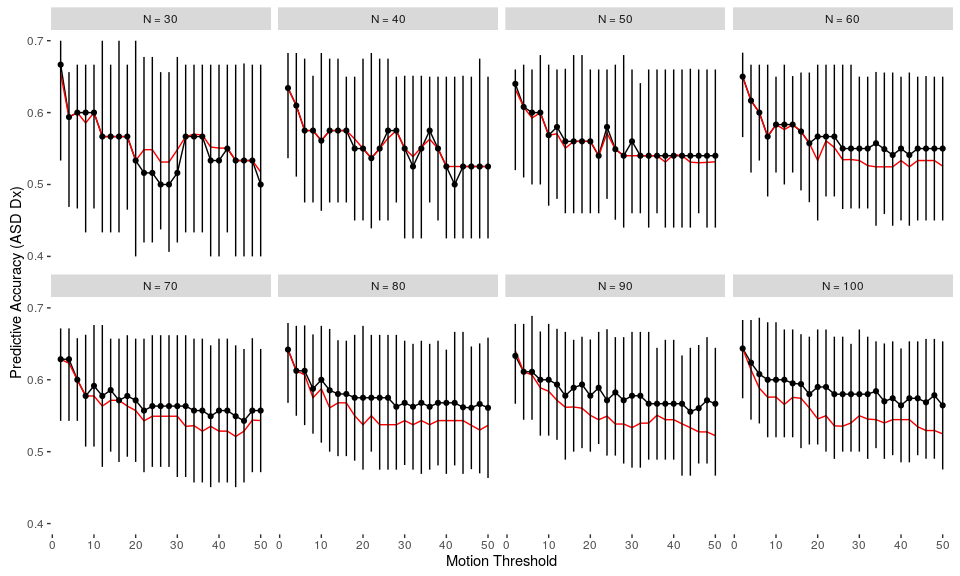 N = 30 N = 40 N = 50 N = 60
0.7
0.6
0.5
0.4
N = 70 N = 80 N = 90 N = 100
0.7
0.6
0.5
0.4
0 10 20 30 40 50 0 10 20 30 40 50 0 10 20 30 40 50 0 10 20 30 40 50
Motion Threshold
Predictive Accuracy (ASD Dx)